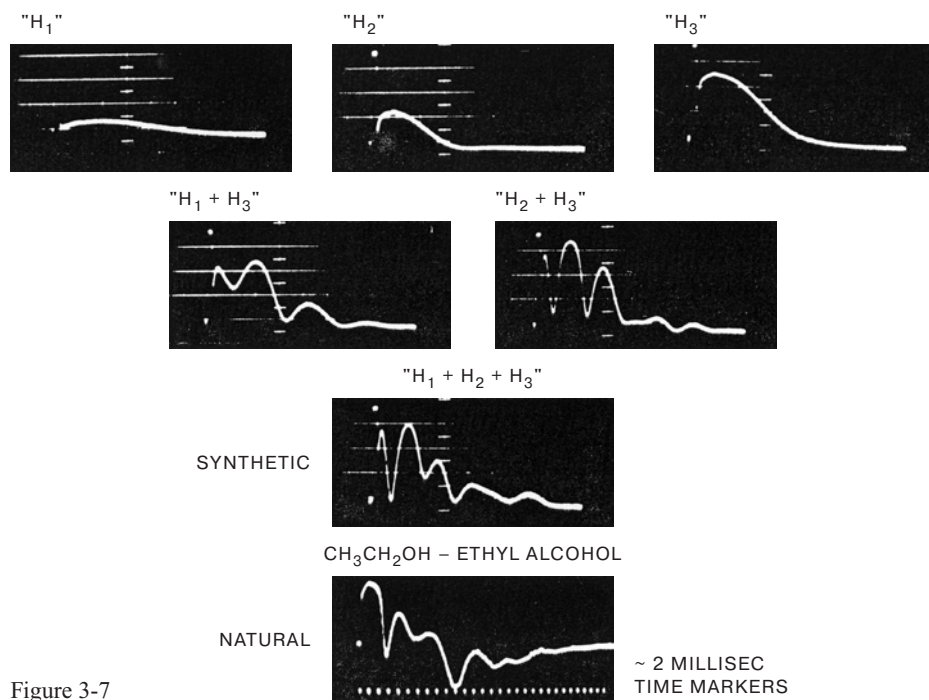 "H₁"
"H₂"
"H₃"
"H₁ + H₃"
"H₂ + H₃"
"H₁ + H₂ + H₃"
SYNTHETIC
CH₃CH₂OH – ETHYL ALCOHOL
NATURAL
~ 2 MILLISEC
TIME MARKERS
Figure 3-7